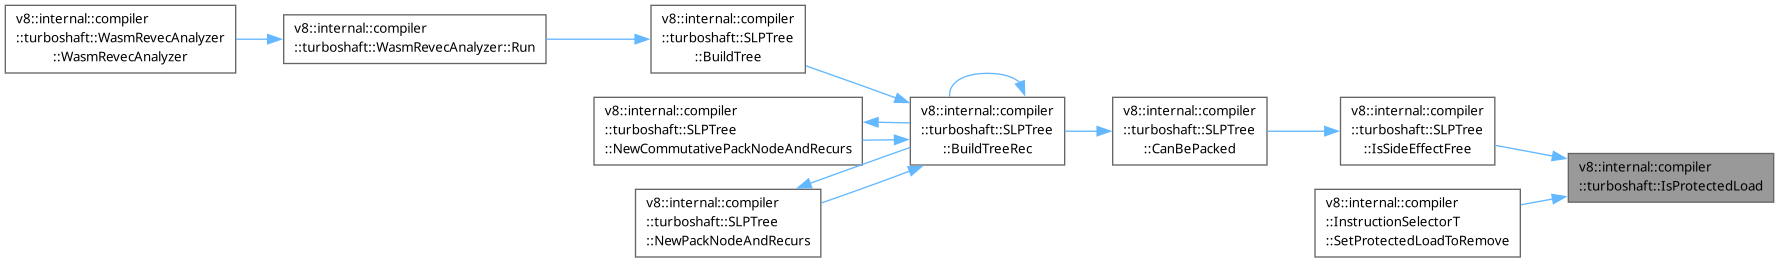 v8::internal::compiler
::turboshaft::WasmRevecAnalyzer
::WasmRevecAnalyzer
v8::internal::compiler
::turboshaft::WasmRevecAnalyzer::Run
v8::internal::compiler
::turboshaft::SLPTree
::BuildTree
v8::internal::compiler
::turboshaft::SLPTree
::NewCommutativePackNodeAndRecurs
v8::internal::compiler
::turboshaft::SLPTree
::NewPackNodeAndRecurs
v8::internal::compiler
::turboshaft::SLPTree
::BuildTreeRec
v8::internal::compiler
::turboshaft::SLPTree
::CanBePacked
v8::internal::compiler
::turboshaft::SLPTree
::IsSideEffectFree
v8::internal::compiler
::InstructionSelectorT
::SetProtectedLoadToRemove
v8::internal::compiler
::turboshaft::IsProtectedLoad